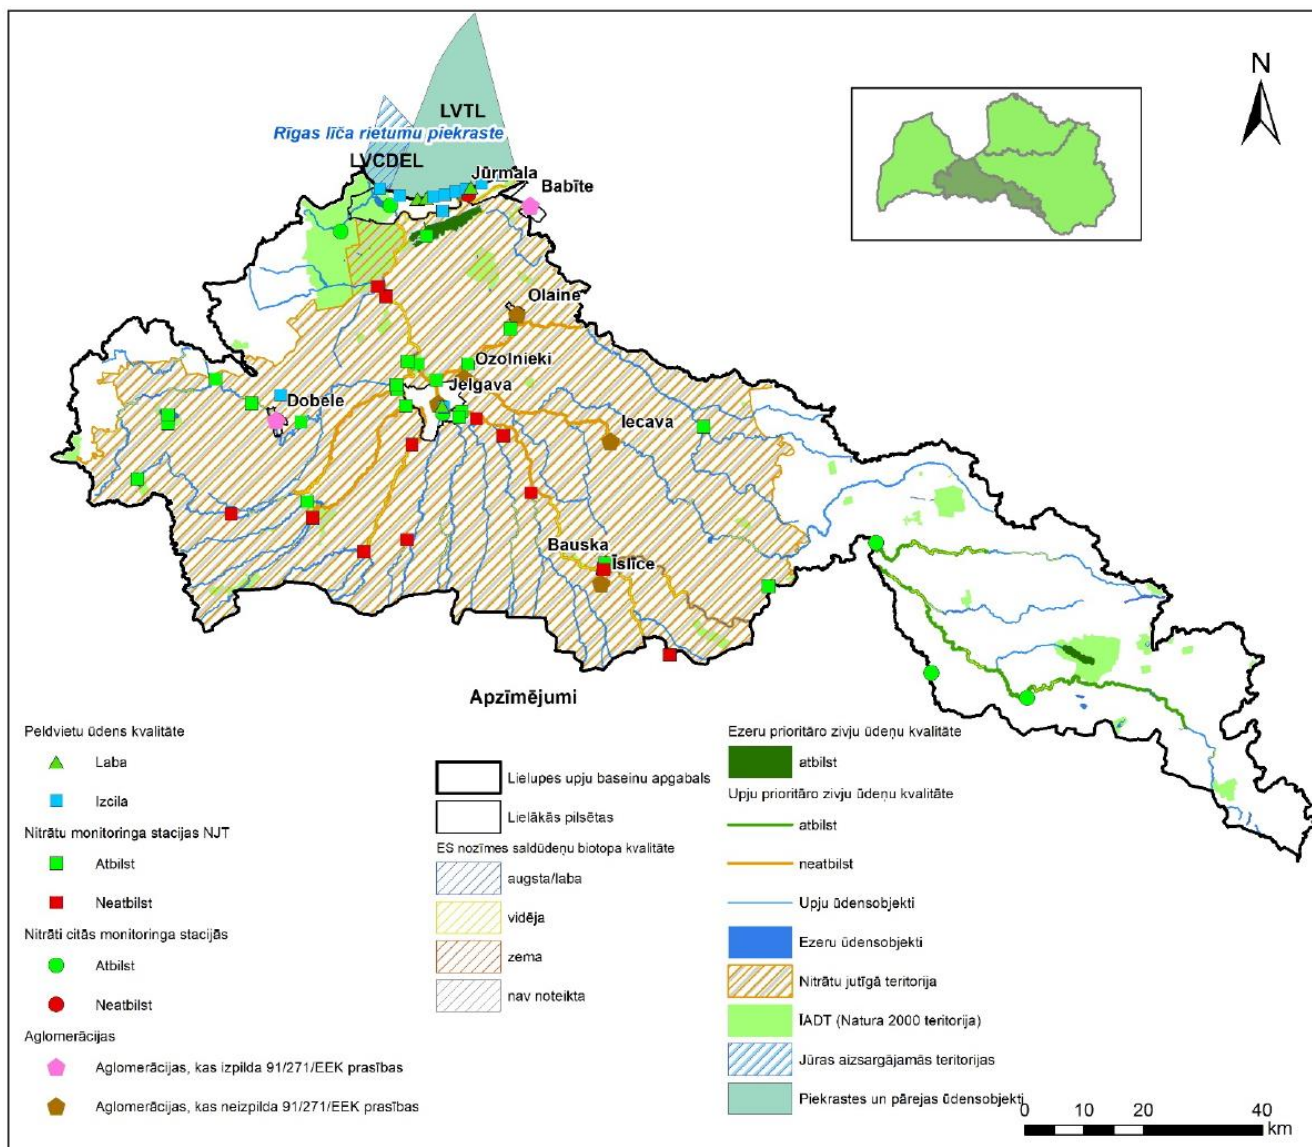 N
LVTL
Rīgas līča rietumu piekraste
LVCDEL
Jūrmala
Babīte
Olaine
Ozolnieki
Jelgava
Dobele
Iecava
Bauska
Īslīce
Apzīmējumi
Peldvietu ūdens kvalitāte
Laba
Izcila
Nitrātu monitoringa stacijas NJT
Atbilst
Neatbilst
Nitrāti citās monitoringa stacijās
Atbilst
Neatbilst
Aglomerācijas
Aglomerācijas, kas izpilda 91/271/EEK prasības
Aglomerācijas, kas neizpilda 91/271/EEK prasības
Lielupes upju baseinu apgabals
Lielākās pilsētas
ES nozīmes saldūdeņu biotopa kvalitāte
augsta/laba
vidēja
zema
nav noteikta
Ezeru prioritāro zivju ūdeņu kvalitāte
atbilst
Upju prioritāro zivju ūdeņu kvalitāte
atbilst
neatbilst
Upju ūdensobjekti
Ezeru ūdensobjekti
Nitrātu jutīgā teritorija
ĪADT (Natura 2000 teritorija)
Jūras aizsargājamās teritorijas
Piekrastes un pārejas ūdensobjekti
0 10 20 40
km